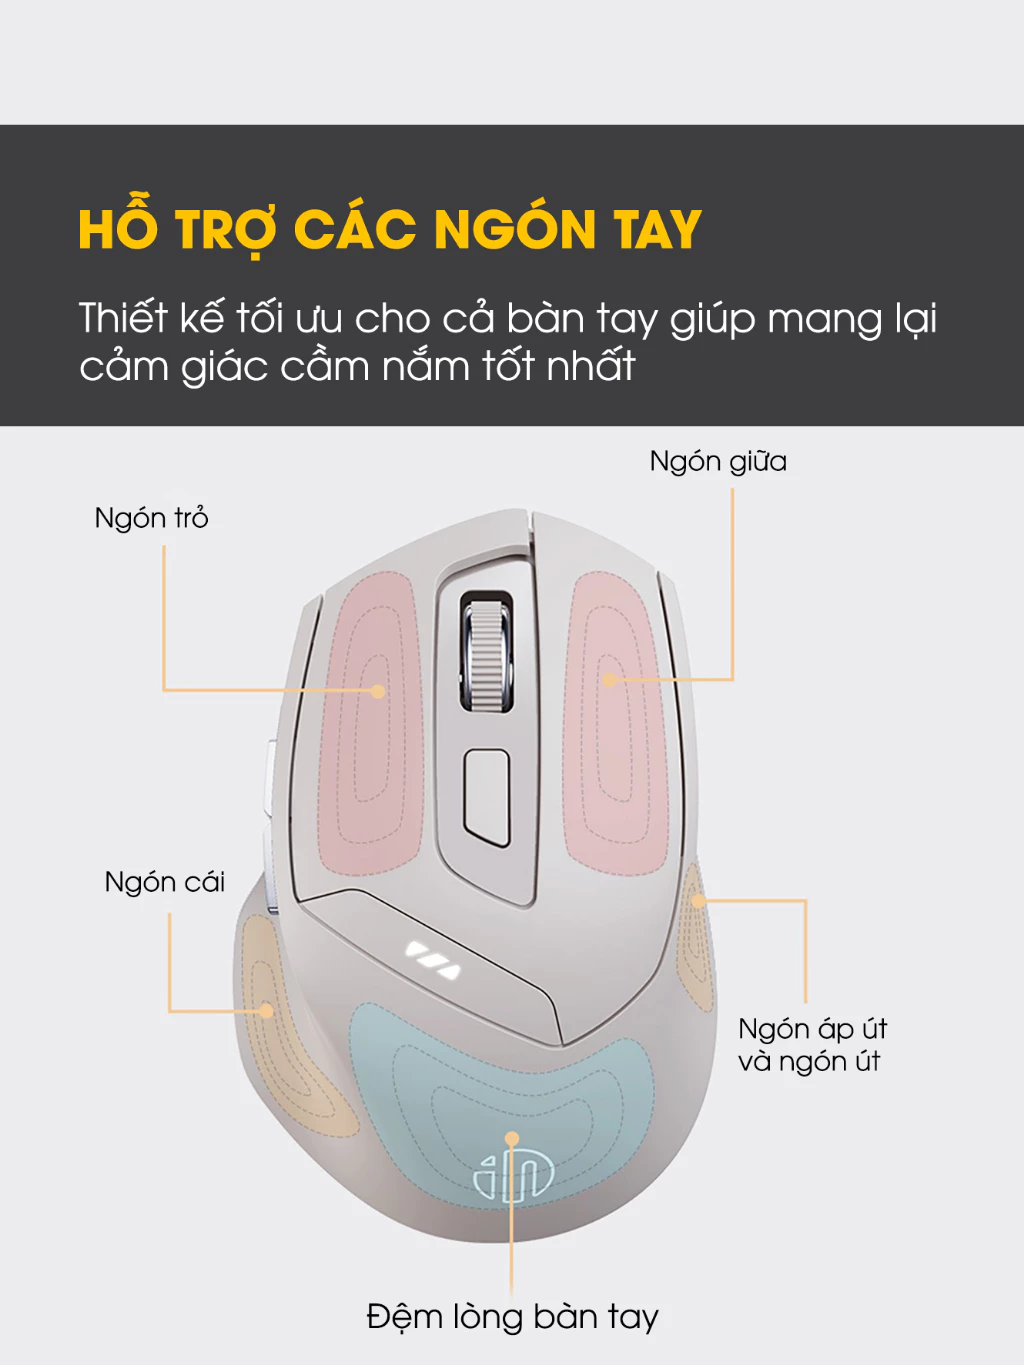 HỖ TRỢ CÁC NGÓN TAY
Thiết kế tối ưu cho cả bàn tay giúp mang lại
cảm giác cầm nắm tốt nhất
Ngón giữa
Ngón trỏ
Ngón cái
Ngón áp út
và ngón út
Đệm lòng bàn tay